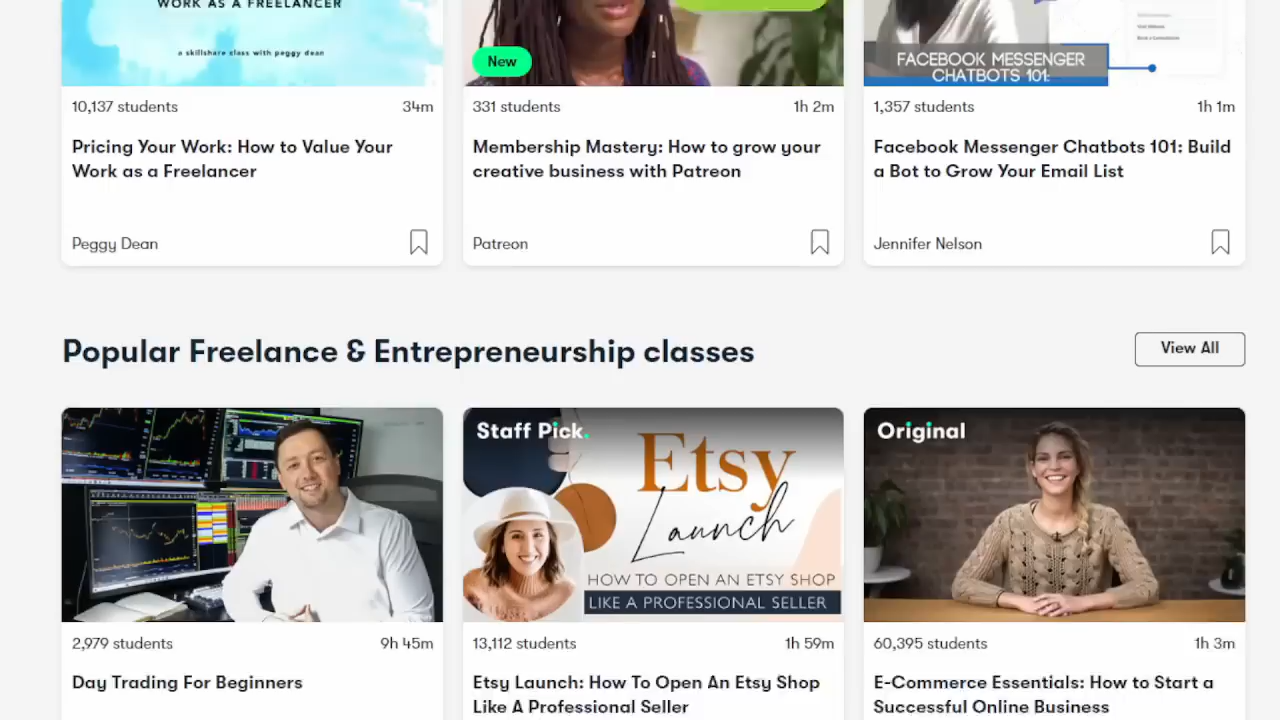 WORK AS A FREELANCER
a skillshare class with peggy dean
New
FACEBOOK MESSENGER
CHATBOTS 101:
10,137 students
34m
331 students
1h 2m
1,357 students
1h 1m
Pricing Your Work: How to Value Your
Work as a Freelancer
Membership Mastery: How to grow your
creative business with Patreon
Facebook Messenger Chatbots 101: Build
a Bot to Grow Your Email List
Peggy Dean
Patreon
Jennifer Nelson
Popular Freelance & Entrepreneurship classes
View All
Staff Pick.
Etsy
Launch
HOW TO OPEN AN ETSY SHOP
LIKE A PROFESSIONAL SELLER
Original
2,979 students
9h 45m
13,112 students
1h 59m
60,395 students
1h 3m
Day Trading For Beginners
Etsy Launch: How To Open An Etsy Shop
Like A Professional Seller
E-Commerce Essentials: How to Start a
Successful Online Business